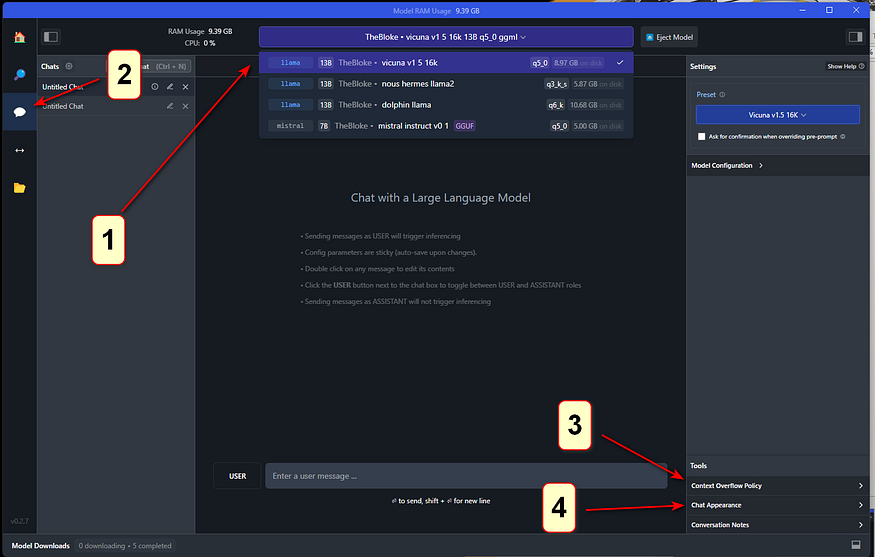 Model RAM Usage 9.39 GB
RAM Usage 9.39 GB
CPU: 0 %
TheBloke • vicuna v1 5 16k 13B q5_0 ggml
Eject Model
Chats
(Ctrl + N)
Untitled Chat
Untitled Chat
llama 13B TheBloke • vicuna v1 5 16k q5_0 8.97 GB on disk
llama 13B TheBloke • nous hermes llama2 q3_k_s 5.87 GB on disk
llama 13B TheBloke • dolphin llama q6_k 10.68 GB on disk
mistral 7B TheBloke • mistral instruct v0 1 GGUF q5_0 5.00 GB on disk
2
1
Chat with a Large Language Model
• Sending messages as USER will trigger inferencing
• Config parameters are sticky (auto-save upon changes).
• Double click on any message to edit its contents
• Click the USER button next to the chat box to toggle between USER and ASSISTANT roles
• Sending messages as ASSISTANT will not trigger inferencing
USER
Enter a user message ...
⏎ to send, shift + ⏎ for new line
Settings
Show Help
Preset
Vicuna v1.5 16K
Ask for confirmation when overriding pre-prompt
Model Configuration
3
4
Tools
Context Overflow Policy
Chat Appearance
Conversation Notes
v0.2.7
Model Downloads 0 downloading • 5 completed